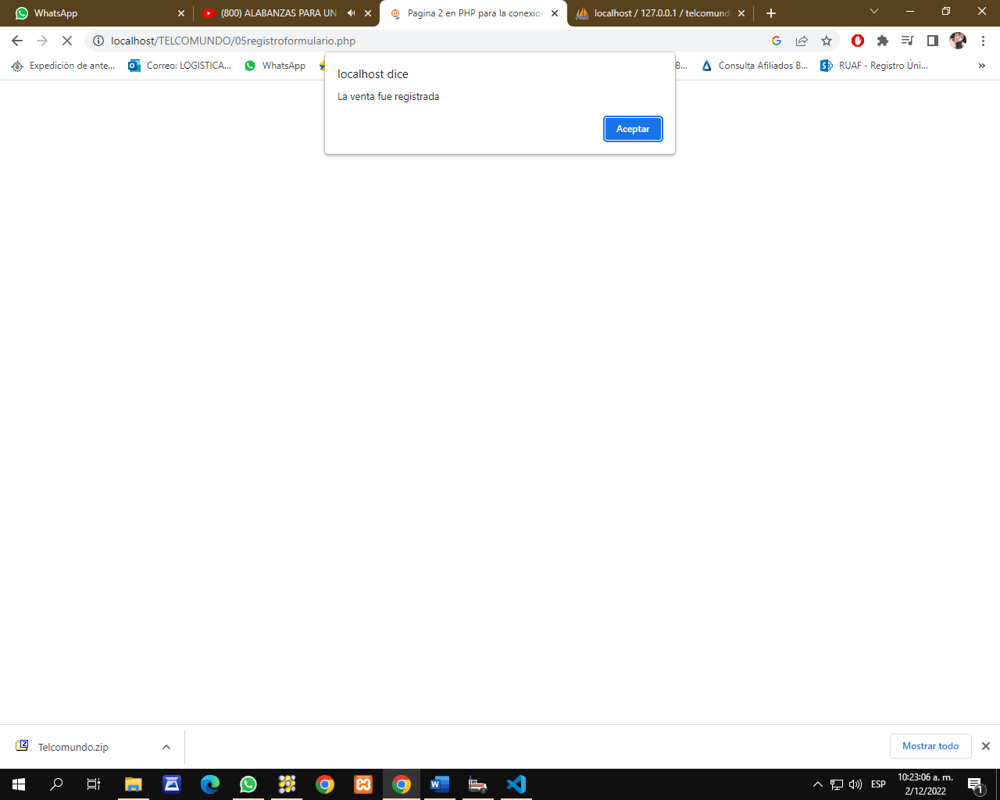 WhatsApp
(800) ALABANZAS PARA UN
Pagina 2 en PHP para la conexion
localhost / 127.0.0.1 / telcomund
localhost/TELCOMUNDO/05registroformulario.php
Expedición de ante...
Correo: LOGISTICA...
WhatsApp
B...
Consulta Afiliados B...
RUAF - Registro Úni...
»
localhost dice
La venta fue registrada
Aceptar
Telcomundo.zip
Mostrar todo
ESP
10:23:06 a. m.
2/12/2022
1